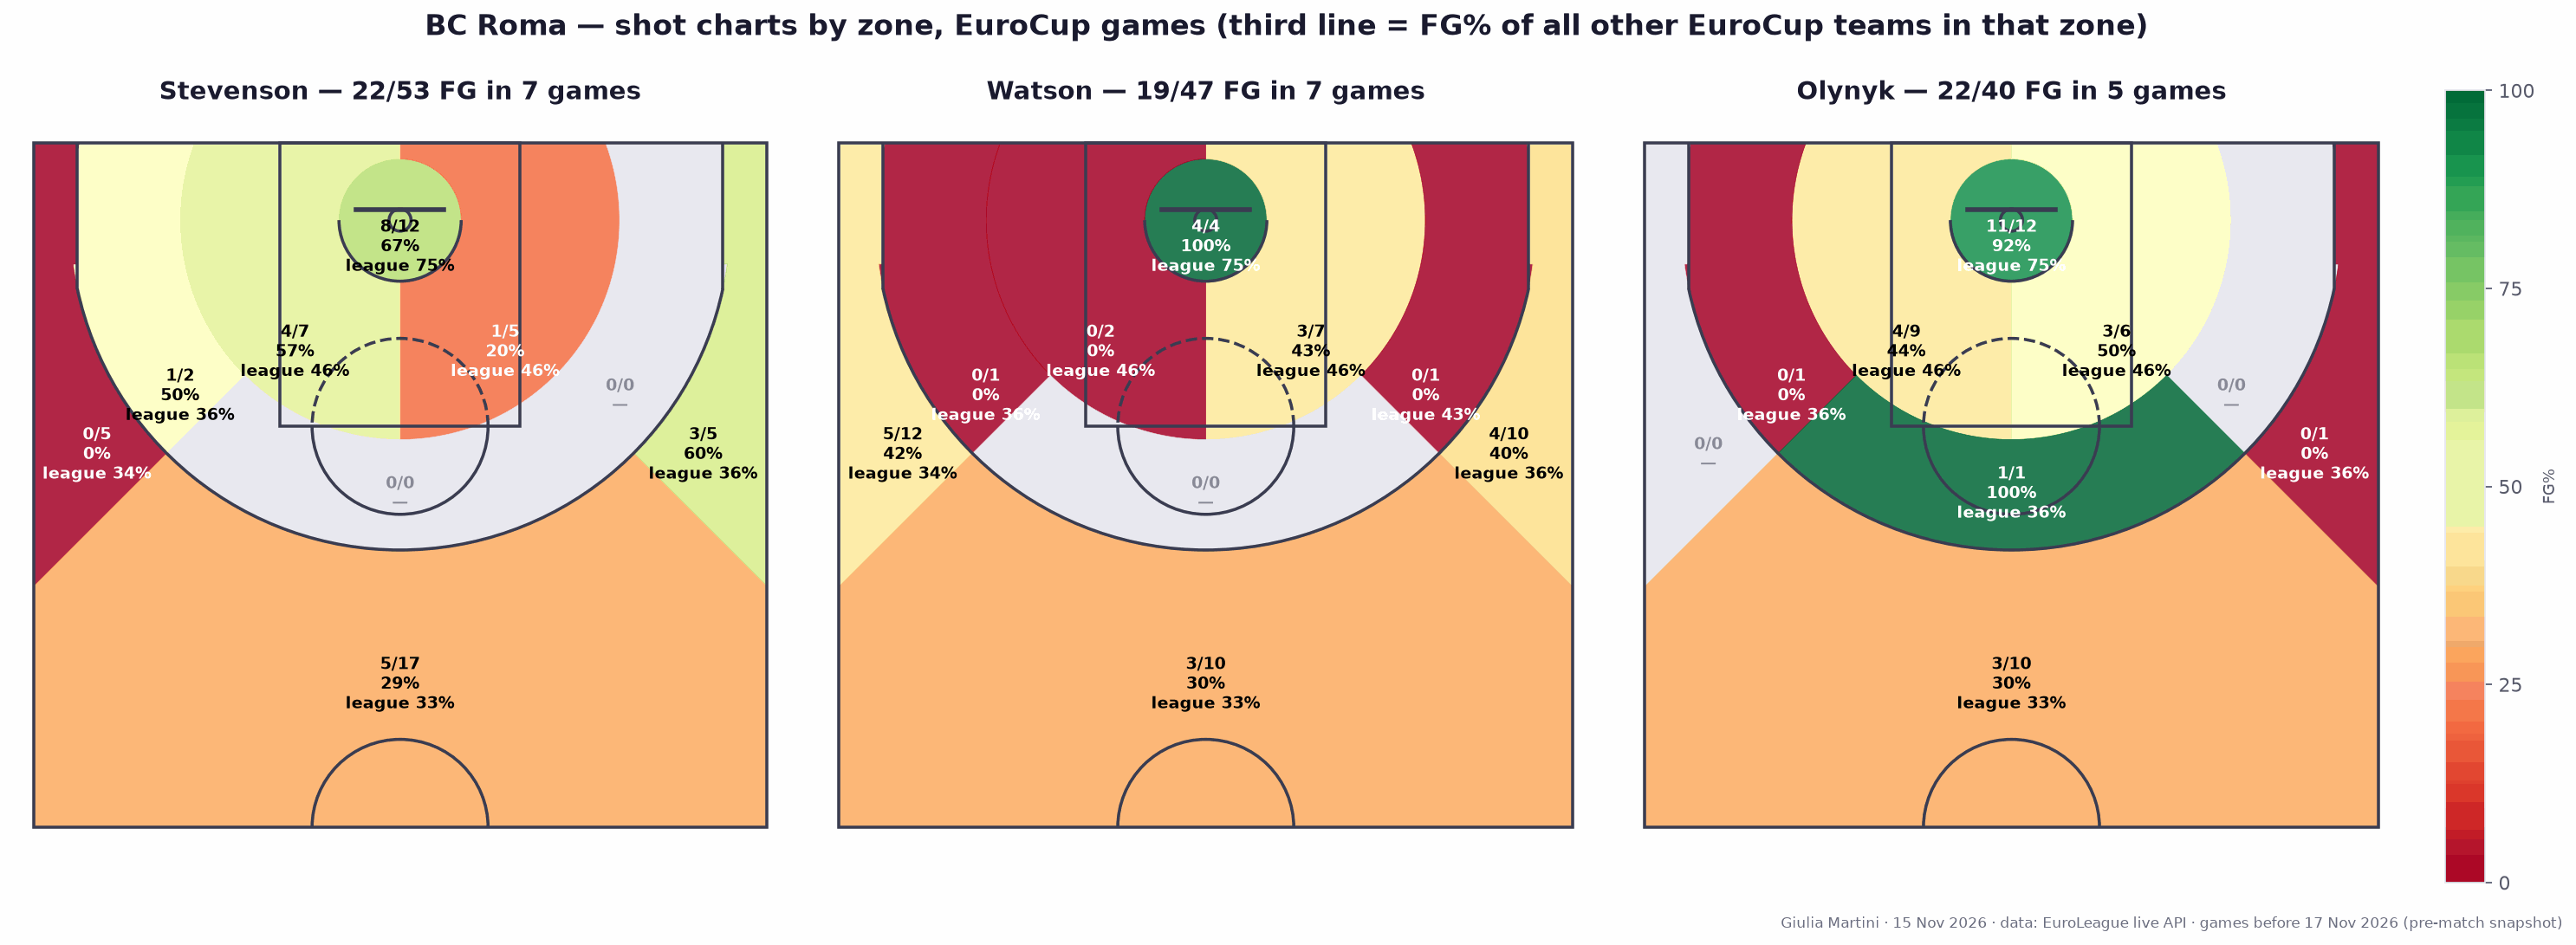 BC Roma — shot charts by zone, EuroCup games (third line = FG% of all other EuroCup teams in that zone)
Stevenson — 22/53 FG in 7 games
8/12
67%
league 75%
4/7
57%
league 46%
1/5
20%
league 46%
1/2
50%
league 36%
0/0
—
0/5
0%
league 34%
3/5
60%
league 36%
0/0
—
5/17
29%
league 33%
Watson — 19/47 FG in 7 games
4/4
100%
league 75%
0/2
0%
league 46%
3/7
43%
league 46%
0/1
0%
league 36%
0/1
0%
league 43%
5/12
42%
league 34%
4/10
40%
league 36%
0/0
—
3/10
30%
league 33%
Olynyk — 22/40 FG in 5 games
11/12
92%
league 75%
4/9
44%
league 46%
3/6
50%
league 46%
0/1
0%
league 36%
0/0
—
0/0
—
0/1
0%
league 36%
1/1
100%
league 36%
3/10
30%
league 33%
100
75
50
25
0
FG%
Giulia Martini · 15 Nov 2026 · data: EuroLeague live API · games before 17 Nov 2026 (pre-match snapshot)